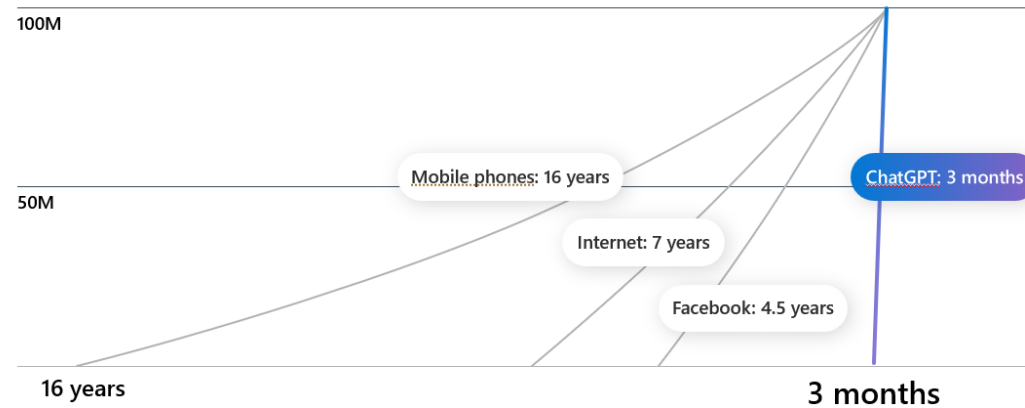 100M
Mobile phones: 16 years
ChatGPT: 3 months
50M
Internet: 7 years
Facebook: 4.5 years
16 years
3 months